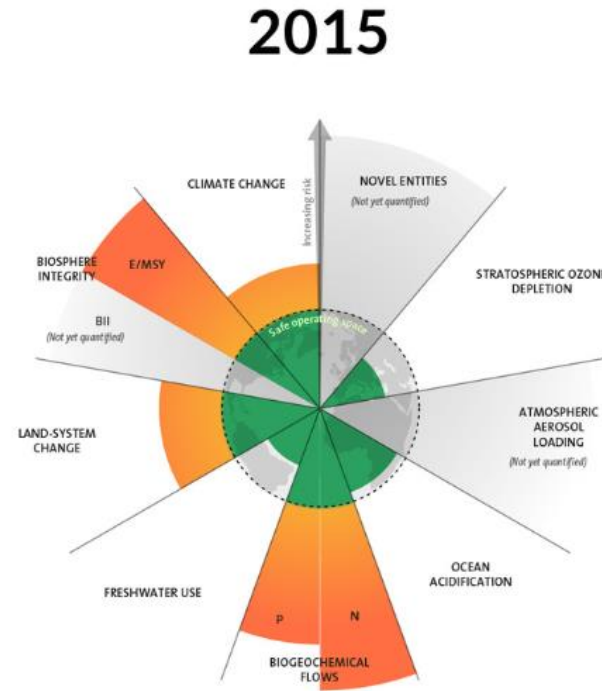 2015
CLIMATE CHANGE
Increasing risk
NOVEL ENTITIES
(Not yet quantified)
STRATOSPHERIC OZONE
DEPLETION
BIOSPHERE
INTEGRITY
E/MSY
BII
(Not yet quantified)
Safe operating space
ATMOSPHERIC
AEROSOL
LOADING
(Not yet quantified)
LAND-SYSTEM
CHANGE
OCEAN
ACIDIFICATION
FRESHWATER USE
P
N
BIOGEOCHEMICAL
FLOWS